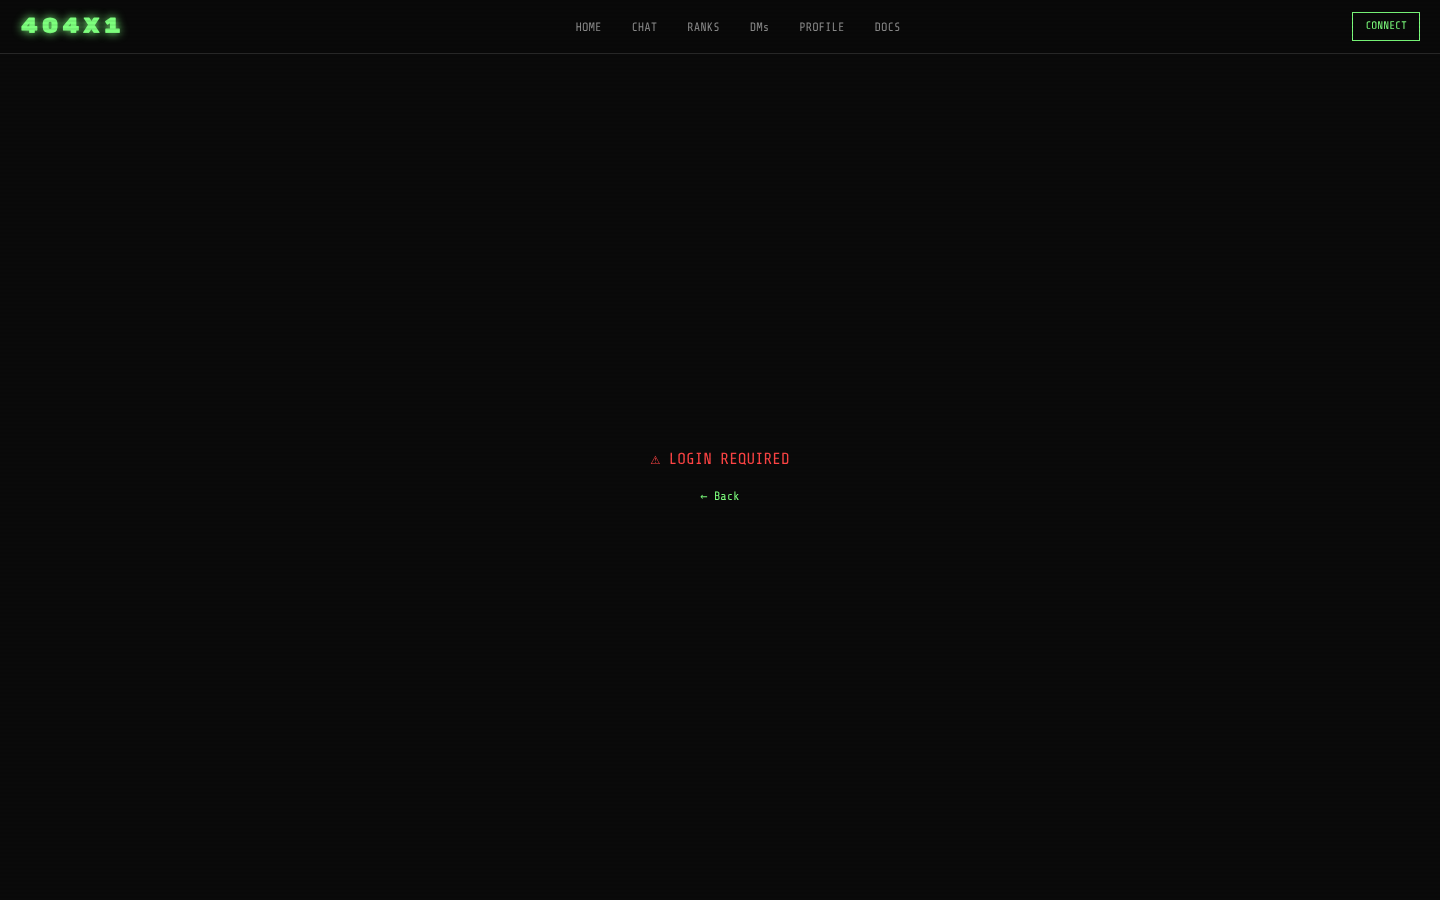 404X1
HOME CHAT RANKS DMs PROFILE DOCS
CONNECT
⚠ LOGIN REQUIRED
← Back